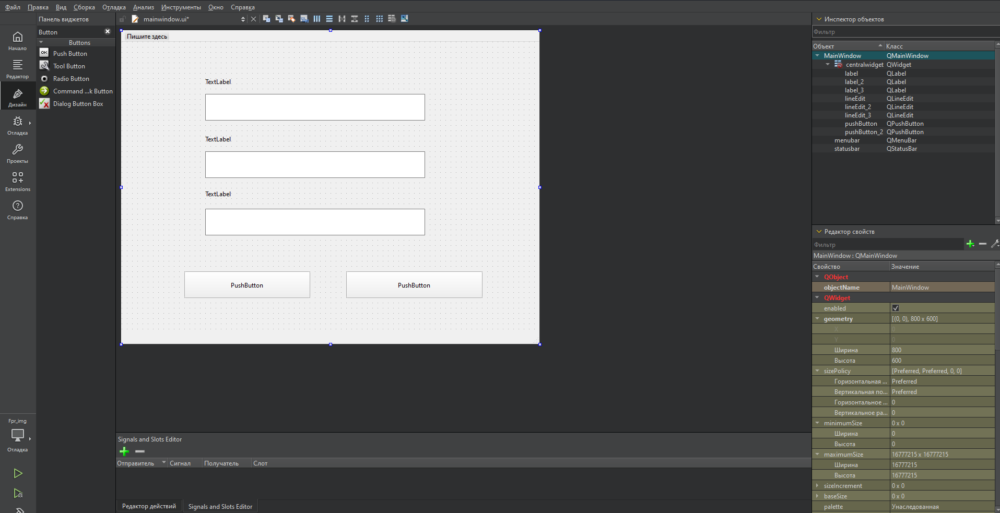 Файл Правка Вид Сборка Отладка Анализ Инструменты Окно Справка
Панель виджетов
mainwindow.ui*
Button
Buttons
Push Button
Tool Button
Radio Button
Command ...k Button
Dialog Button Box
Начало
Редактор
Дизайн
Отладка
Проекты
Extensions
Справка
Fpr_img
Отладка
Пишите здесь
TextLabel
TextLabel
TextLabel
PushButton PushButton
Signals and Slots Editor
Отправитель Сигнал Получатель Слот
Редактор действий Signals and Slots Editor
Инспектор объектов
Фильтр
Объект Класс
MainWindow QMainWindow
centralwidget QWidget
label QLabel
label_2 QLabel
label_3 QLabel
lineEdit QLineEdit
lineEdit_2 QLineEdit
lineEdit_3 QLineEdit
pushButton QPushButton
pushButton_2 QPushButton
menubar QMenuBar
statusbar QStatusBar
Редактор свойств
Фильтр
MainWindow : QMainWindow
Свойство Значение
QObject
objectName MainWindow
QWidget
enabled
geometry [(0, 0), 800 x 600]
X 0
Y 0
Ширина 800
Высота 600
sizePolicy [Preferred, Preferred, 0, 0]
Горизонтальная ... Preferred
Вертикальная по... Preferred
Горизонтальное ... 0
Вертикальное ра... 0
minimumSize 0 x 0
Ширина 0
Высота 0
maximumSize 16777215 x 16777215
Ширина 16777215
Высота 16777215
sizeIncrement 0 x 0
baseSize 0 x 0
palette Унаследованная